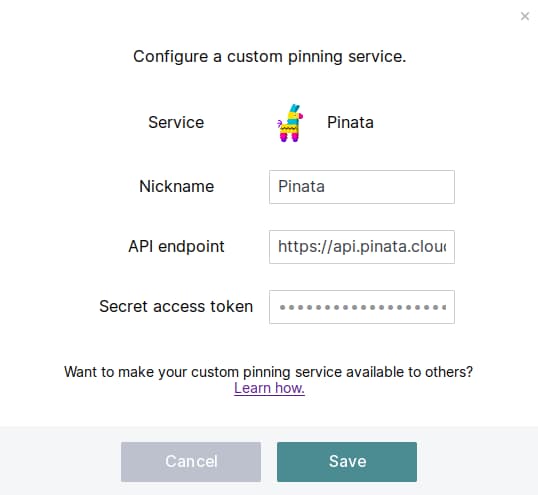 Configure a custom pinning service.
Service Pinata
Nickname Pinata
API endpoint https://api.pinata.clou
Secret access token ••••••••••••••••••
Want to make your custom pinning service available to others?
Learn how.
Cancel Save